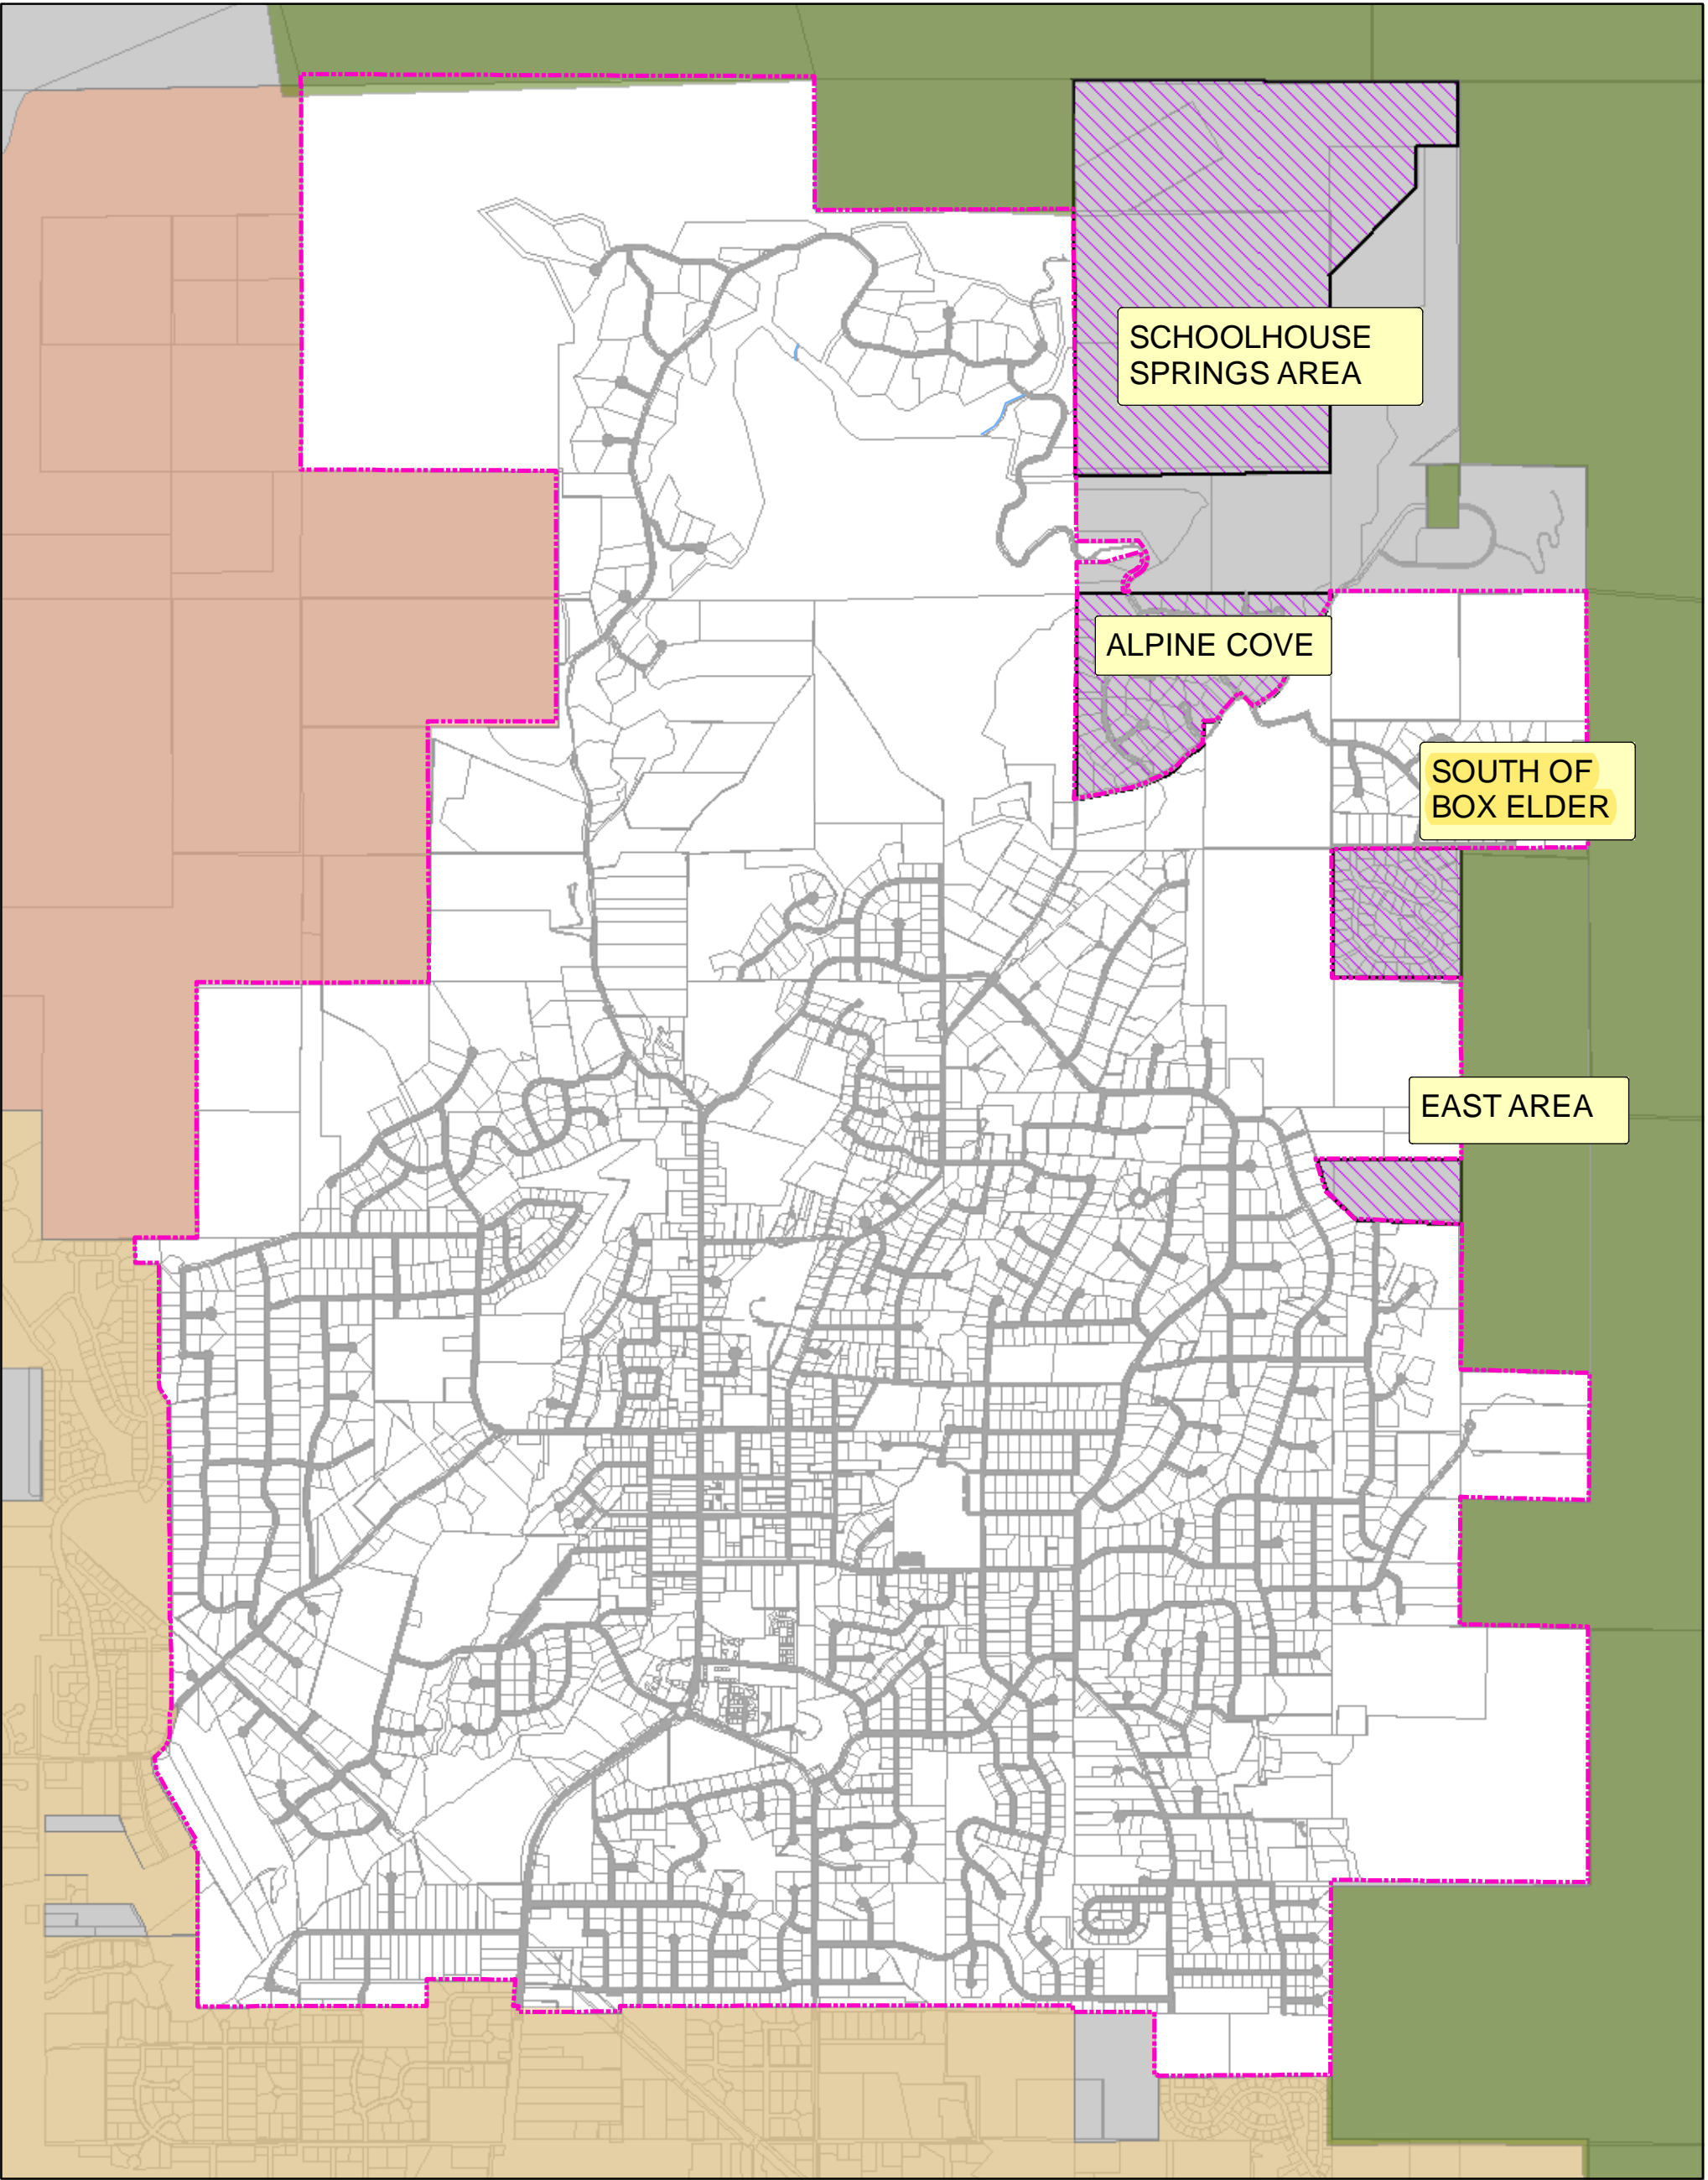 SCHOOLHOUSE
SPRINGS AREA
ALPINE COVE
SOUTH OF
BOX ELDER
EAST AREA